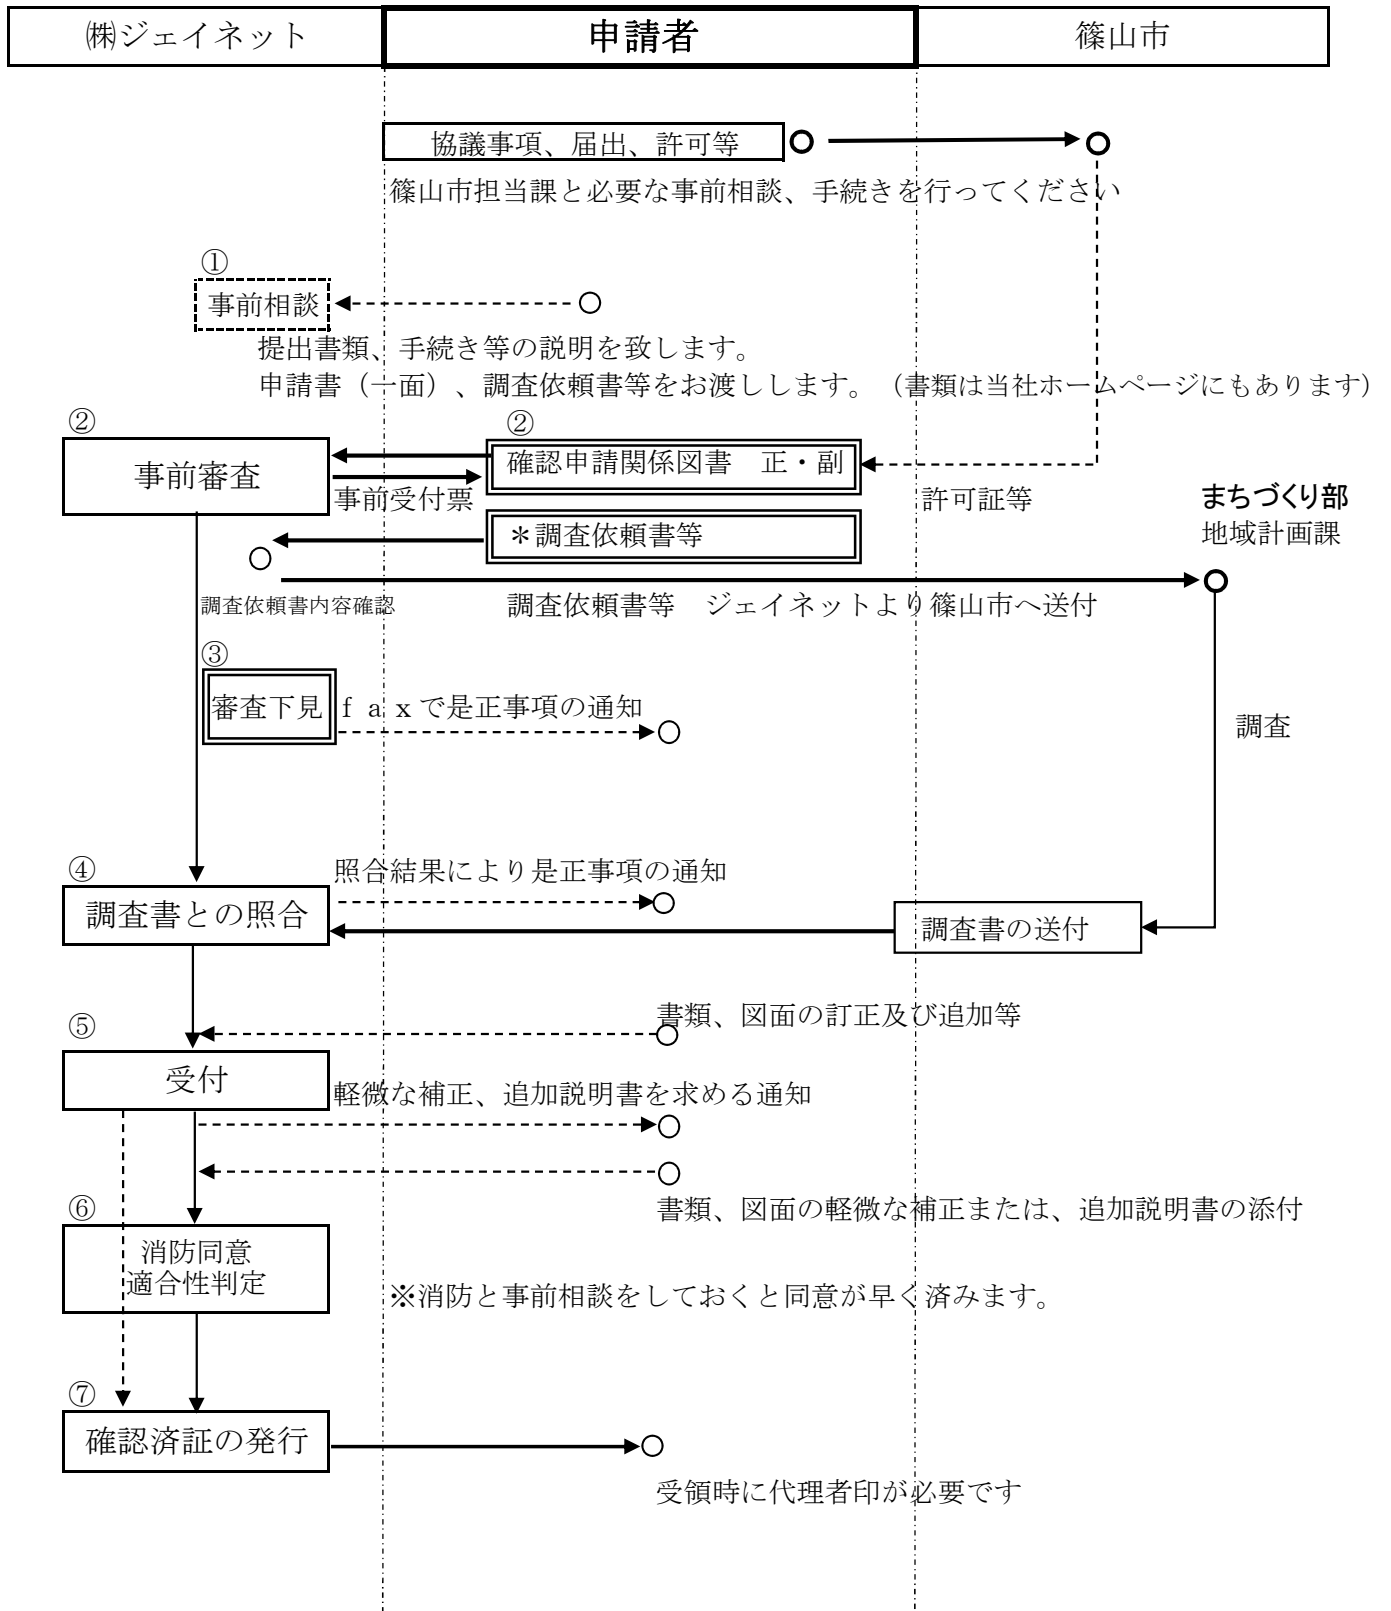 ㈱ジェイネット
申請者
篠山市
協議事項、届出、許可等
篠山市担当課と必要な事前相談、手続きを行ってください
①
事前相談
提出書類、手続き等の説明を致します。
申請書（一面）、調査依頼書等をお渡しします。（書類は当社ホームページにもあります）
②
事前審査
②
確認申請関係図書　正・副
事前受付票
許可証等
まちづくり部
地域計画課
＊調査依頼書等
調査依頼書内容確認
調査依頼書等　ジェイネットより篠山市へ送付
③
審査下見
ｆａｘで是正事項の通知
調査
④
照合結果により是正事項の通知
調査書との照合
調査書の送付
⑤
書類、図面の訂正及び追加等
受付
軽微な補正、追加説明書を求める通知
⑥
書類、図面の軽微な補正または、追加説明書の添付
消防同意
適合性判定
※消防と事前相談をしておくと同意が早く済みます。
⑦
確認済証の発行
受領時に代理者印が必要です